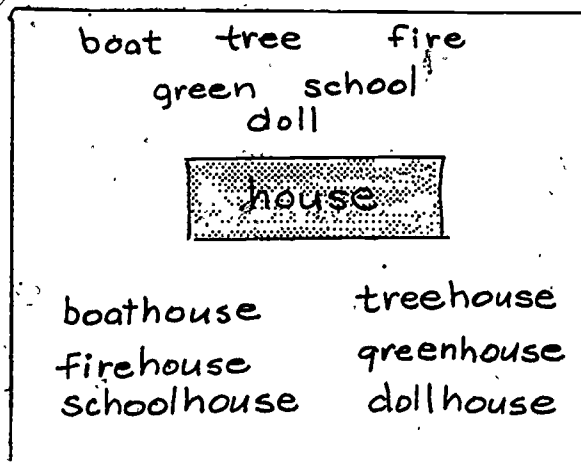 boat tree fire
green school
doll
house
boathouse treehouse
firehouse greenhouse
schoolhouse dollhouse